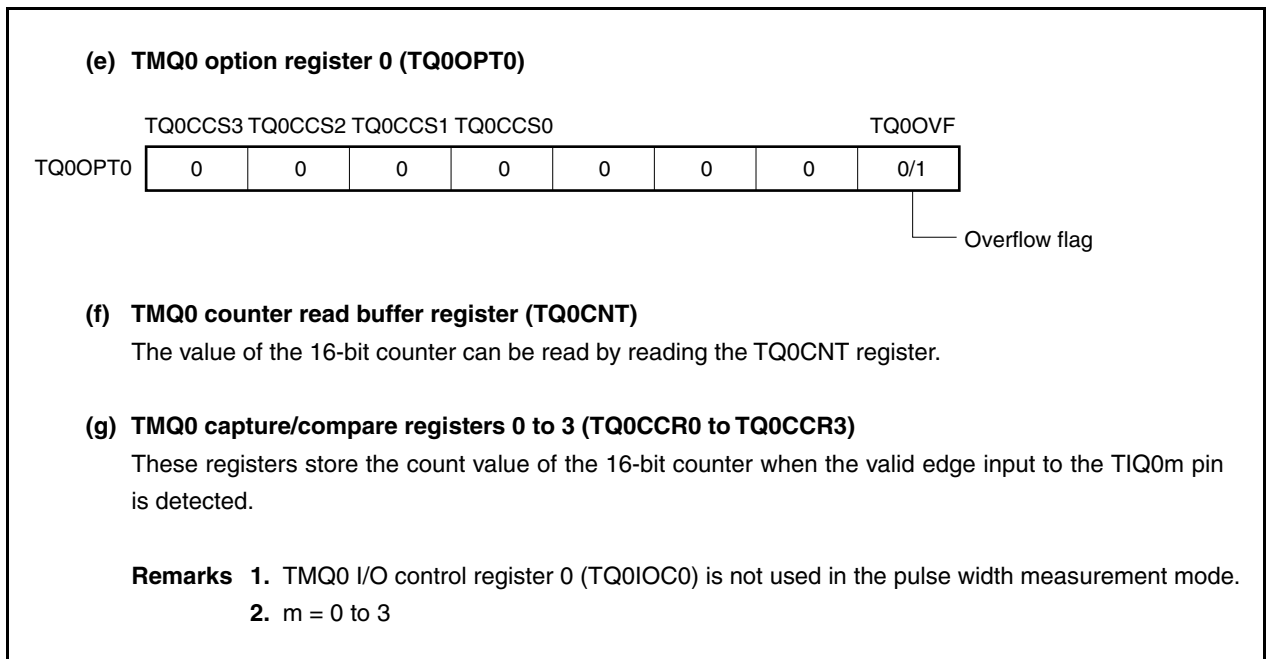 (e) TMQ0 option register 0 (TQ0OPT0)
TQ0CCS3 TQ0CCS2 TQ0CCS1 TQ0CCS0 TQ0OVF
TQ0OPT0 0 0 0 0 0 0 0 0/1
Overflow flag
(f) TMQ0 counter read buffer register (TQ0CNT)
The value of the 16-bit counter can be read by reading the TQ0CNT register.
(g) TMQ0 capture/compare registers 0 to 3 (TQ0CCR0 to TQ0CCR3)
These registers store the count value of the 16-bit counter when the valid edge input to the TIQ0m pin
is detected.
Remarks 1. TMQ0 I/O control register 0 (TQ0IOC0) is not used in the pulse width measurement mode.
2. m = 0 to 3